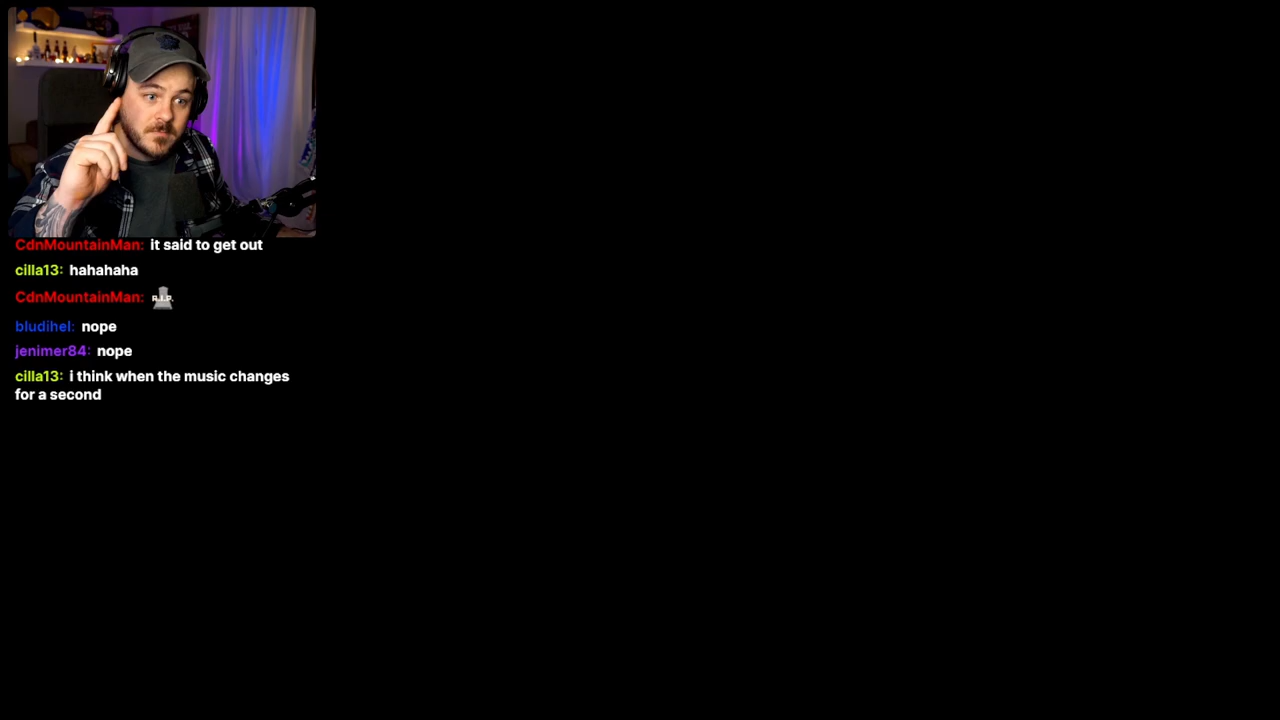 CdnMountainMan: it said to get out
cilla13: hahahaha
CdnMountainMan: R.I.P.
bludihel: nope
jenimer84: nope
cilla13: i think when the music changes
for a second